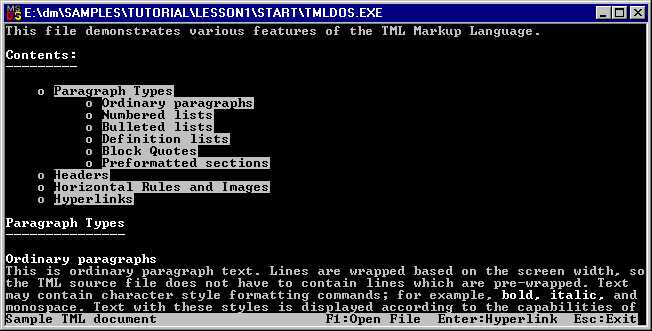 E:\dm\SAMPLES\TUTORIAL\LESSON1\START\TMLDOS.EXE
This file demonstrates various features of the TML Markup Language.
Contents:
---------
o Paragraph Types
o Ordinary paragraphs
o Numbered lists
o Bulleted lists
o Definition lists
o Block Quotes
o Preformatted sections
o Headers
o Horizontal Rules and Images
o Hyperlinks
Paragraph Types
---------------
Ordinary paragraphs
This is ordinary paragraph text. Lines are wrapped based on the screen width, so
the TML source file does not have to contain lines which are pre-wrapped. Text
may contain character style formatting commands; for example, bold, italic, and
monospace. Text with these styles is displayed according to the capabilities of
Sample TML document F1:Open File Enter:Hyperlink Esc:Exit